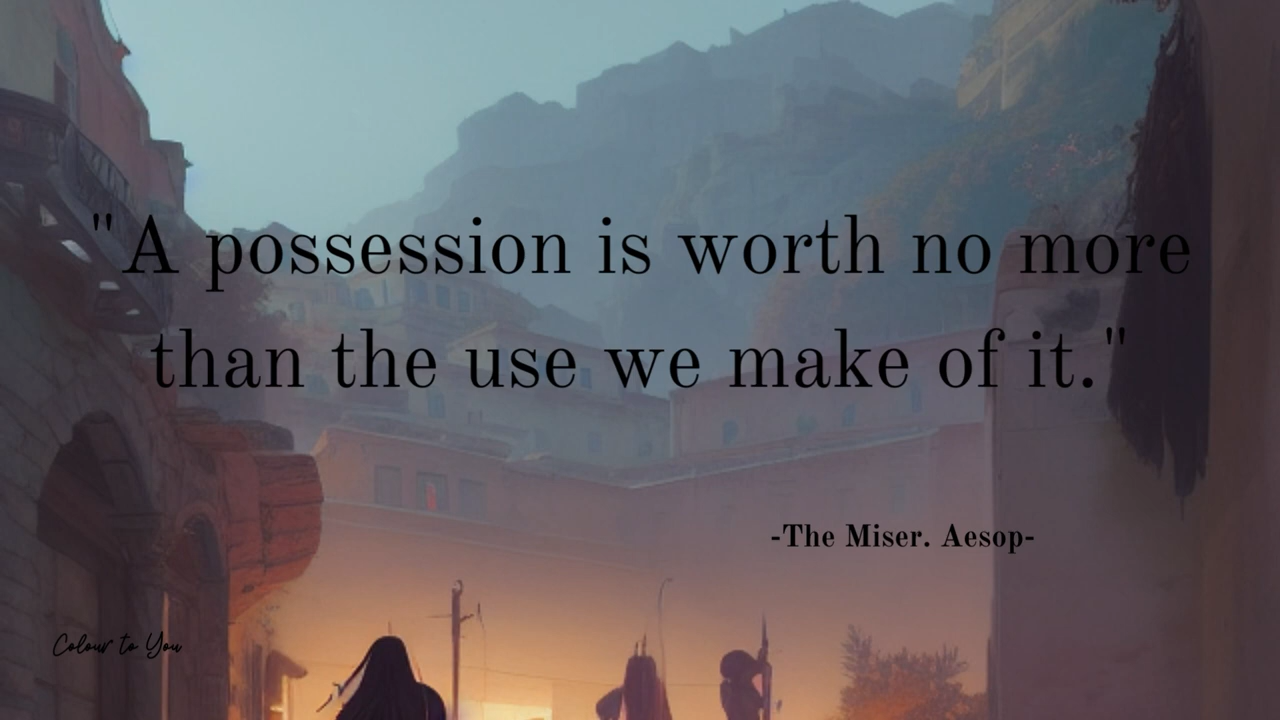 "A possession is worth no more
than the use we make of it."
-The Miser. Aesop-
Colour to You